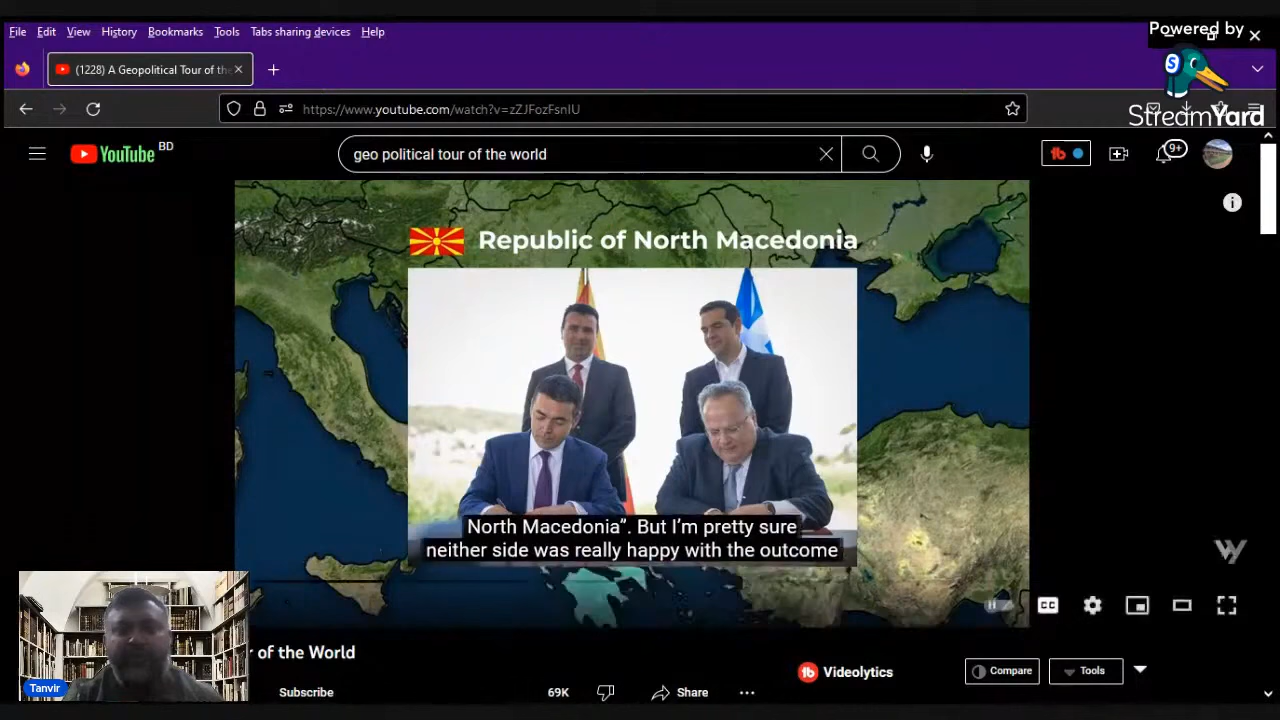 Powered by
File Edit View History Bookmarks Tools Tabs sharing devices Help
(1228) A Geopolitical Tour of the
StreamYard
https://www.youtube.com/watch?v=zZJFozFsnIU
YouTube BD
geo political tour of the world
tb
9+
Republic of North Macedonia
North Macedonia”. But I’m pretty sure
neither side was really happy with the outcome
CC
r of the World
tb Videolytics
Compare
Tools
Tanvir
Subscribe
69K
Share